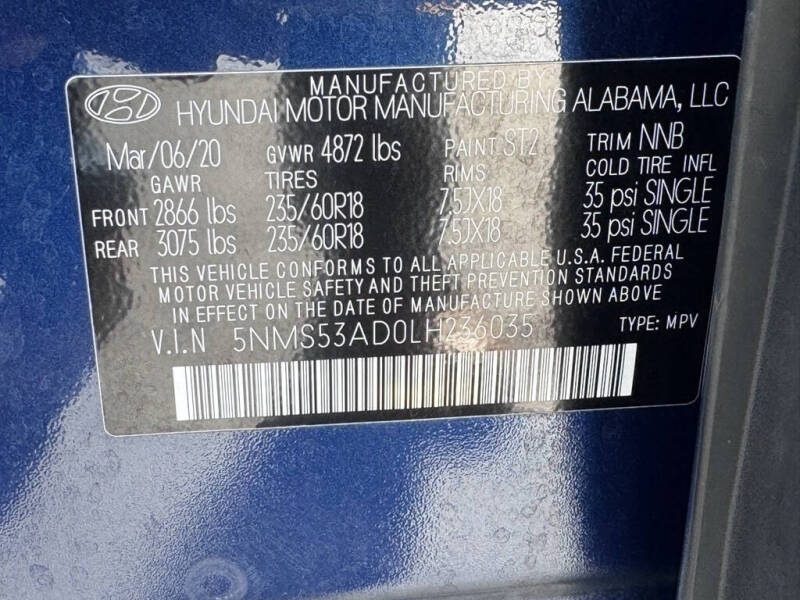 MANUFACTURED BY
HYUNDAI MOTOR MANUFACTURING ALABAMA, LLC
Mar/06/20 GVWR 4872 lbs PAINT ST2 TRIM NNB
GAWR TIRES RIMS COLD TIRE INFL
FRONT 2866 lbs 235/60R18 7.5JX18 35 psi SINGLE
REAR 3075 lbs 235/60R18 7.5JX18 35 psi SINGLE
THIS VEHICLE CONFORMS TO ALL APPLICABLE U.S.A. FEDERAL
MOTOR VEHICLE SAFETY AND THEFT PREVENTION STANDARDS
IN EFFECT ON THE DATE OF MANUFACTURE SHOWN ABOVE
V.I.N 5NMS53AD0LH236035 TYPE: MPV